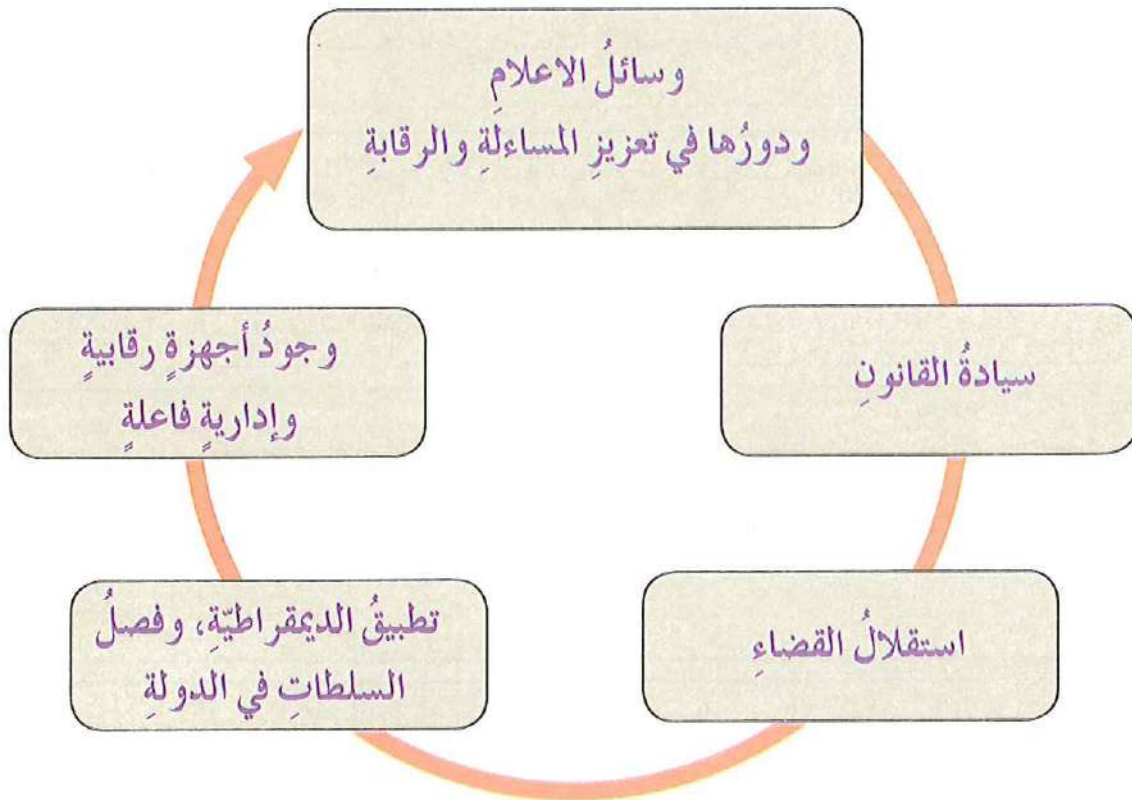 وسائلُ الاعلامِ
ودورُها في تعزيزِ المساءلةِ والرقابةِ
سيادةُ القانونِ
استقلالُ القضاءِ
تطبيقُ الديمقراطيّةِ، وفصلُ
السلطاتِ في الدولةِ
وجودُ أجهزةٍ رقابيةٍ
وإداريةٍ فاعلةٍ